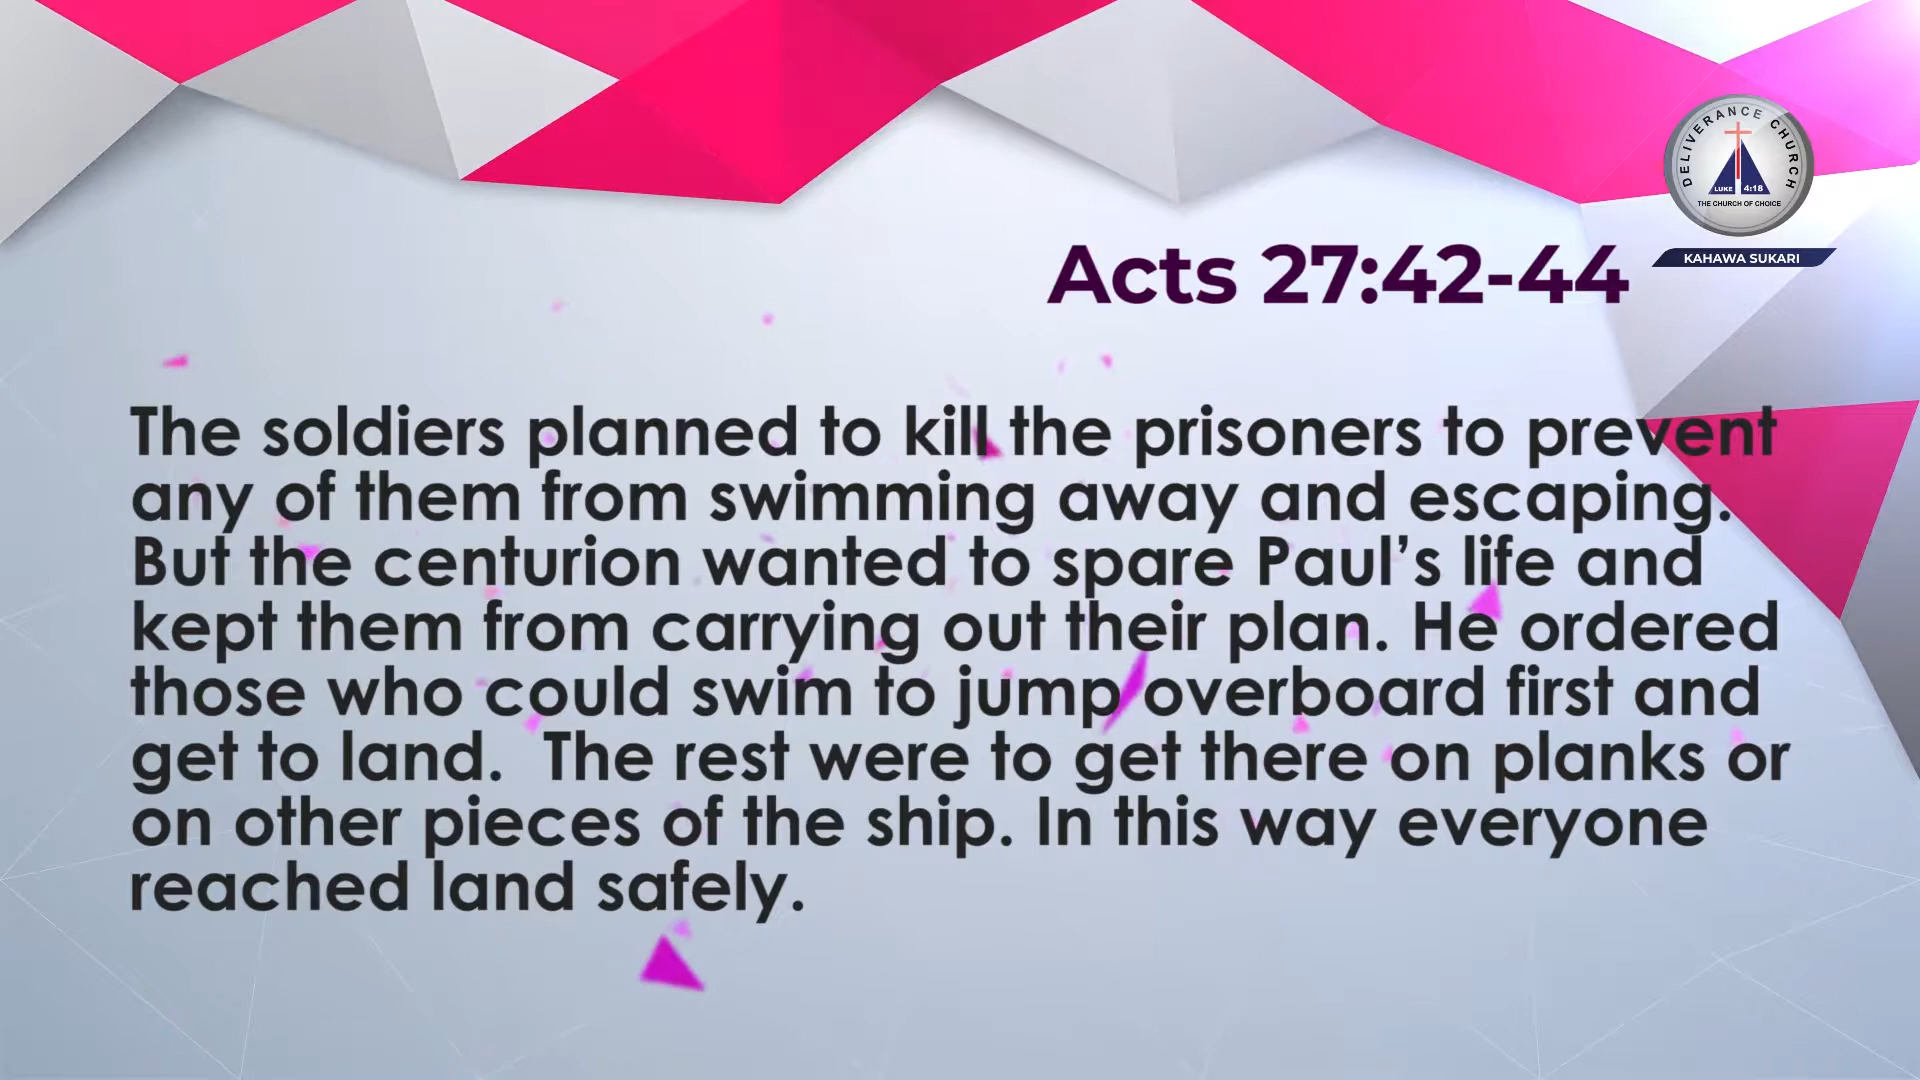 DELIVERANCE CHURCH
LUKE 4:18
THE CHURCH OF CHOICE
KAHAWA SUKARI
Acts 27:42-44
The soldiers planned to kill the prisoners to prevent
any of them from swimming away and escaping.
But the centurion wanted to spare Paul’s life and
kept them from carrying out their plan. He ordered
those who could swim to jump overboard first and
get to land.  The rest were to get there on planks or
on other pieces of the ship. In this way everyone
reached land safely.